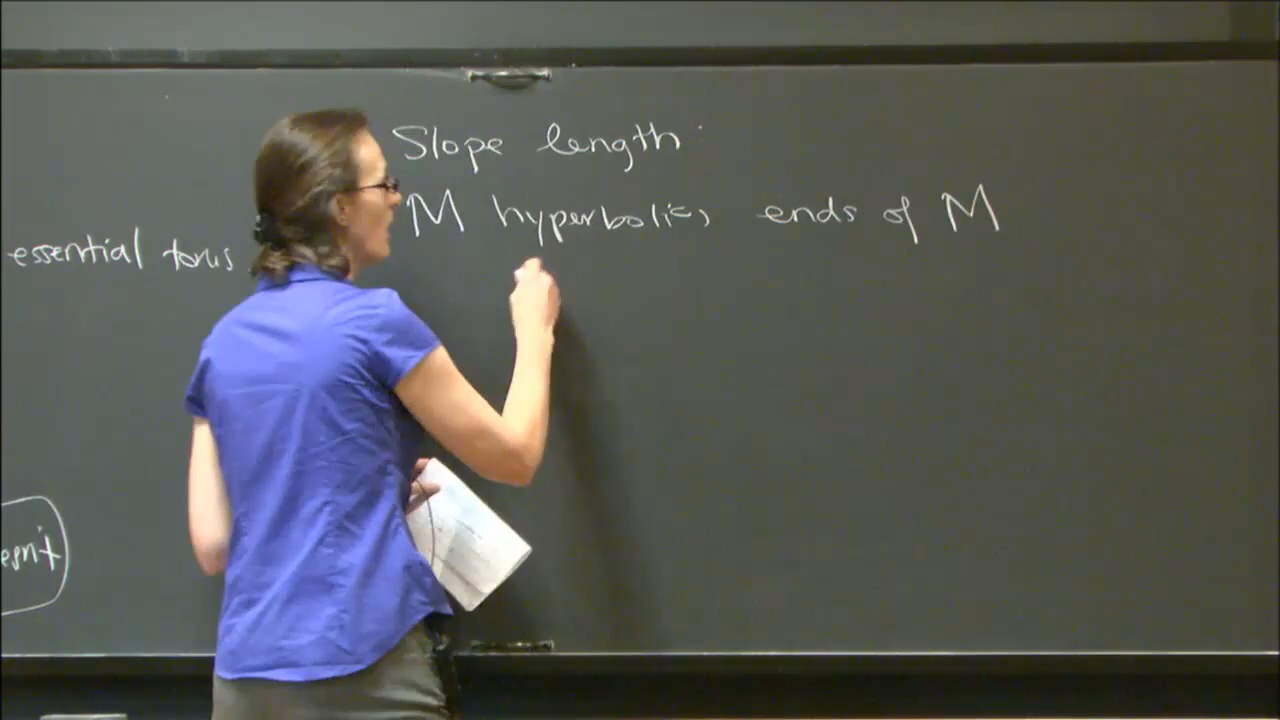 Slope length:
M hyperbolic, ends of M
essential torus